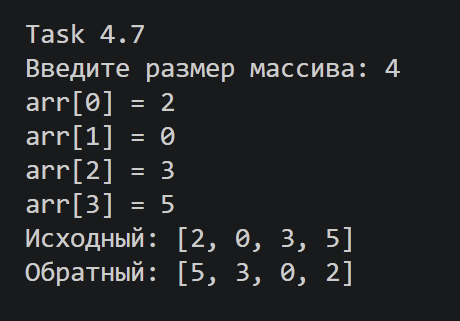 Task 4.7
Введите размер массива: 4
arr[0] = 2
arr[1] = 0
arr[2] = 3
arr[3] = 5
Исходный: [2, 0, 3, 5]
Обратный: [5, 3, 0, 2]